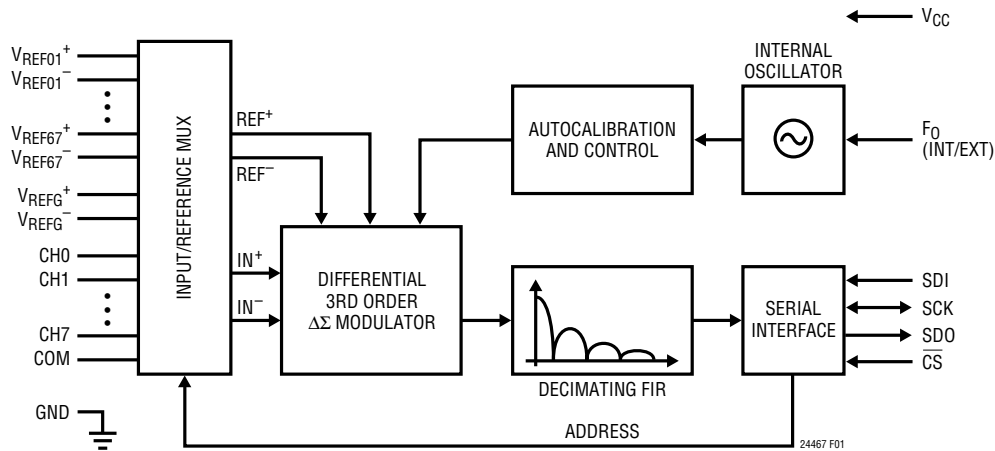 VCC
VREF01+
VREF01–
VREF67+
VREF67–
VREFG+
VREFG–
CH0
CH1
CH7
COM
GND
INPUT/REFERENCE MUX
REF+
REF–
IN+
IN–
DIFFERENTIAL
3RD ORDER
ΔΣ MODULATOR
AUTOCALIBRATION
AND CONTROL
INTERNAL
OSCILLATOR
FO
(INT/EXT)
DECIMATING FIR
SERIAL
INTERFACE
SDI
SCK
SDO
CS
ADDRESS
24467 F01